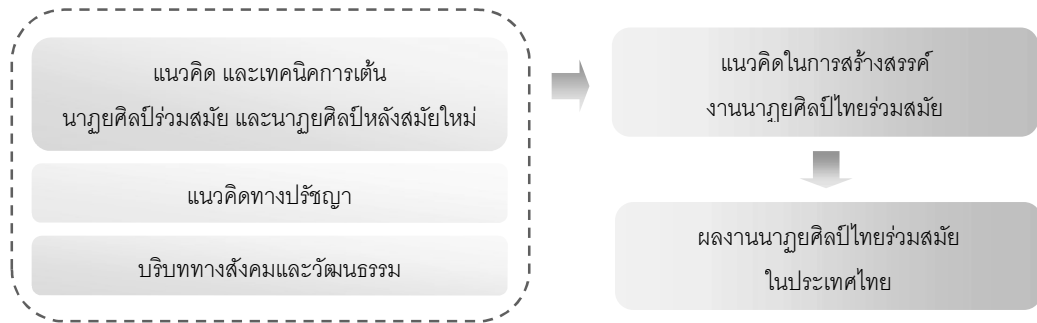 แนวคิด และเทคนิคการเต้น
นาฏยศิลป์ร่วมสมัย และนาฏยศิลป์หลังสมัยใหม่
แนวคิดทางปรัชญา
บริบททางสังคมและวัฒนธรรม
แนวคิดในการสร้างสรรค์
งานนาฏยศิลป์ไทยร่วมสมัย
ผลงานนาฏยศิลป์ไทยร่วมสมัย
ในประเทศไทย